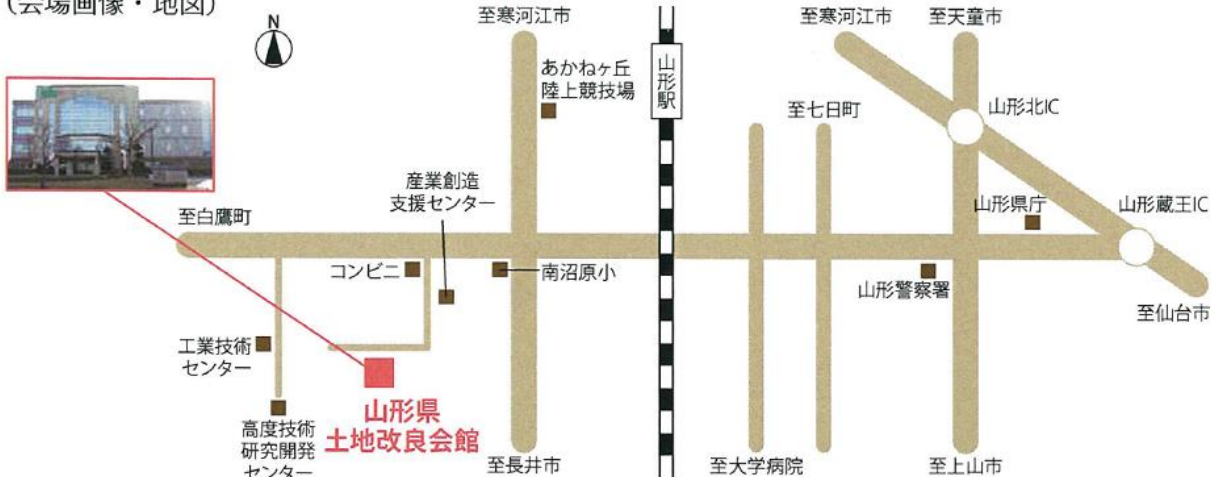 （会場画像・地図）
N
至寒河江市
至寒河江市
至天童市
あかねヶ丘
陸上競技場
山形駅
至七日町
山形北IC
産業創造
支援センター
至白鷹町
山形県庁
山形蔵王IC
コンビニ
南沼原小
山形警察署
至仙台市
工業技術
センター
山形県
土地改良会館
高度技術
研究開発
センター
至長井市
至大学病院
至上山市